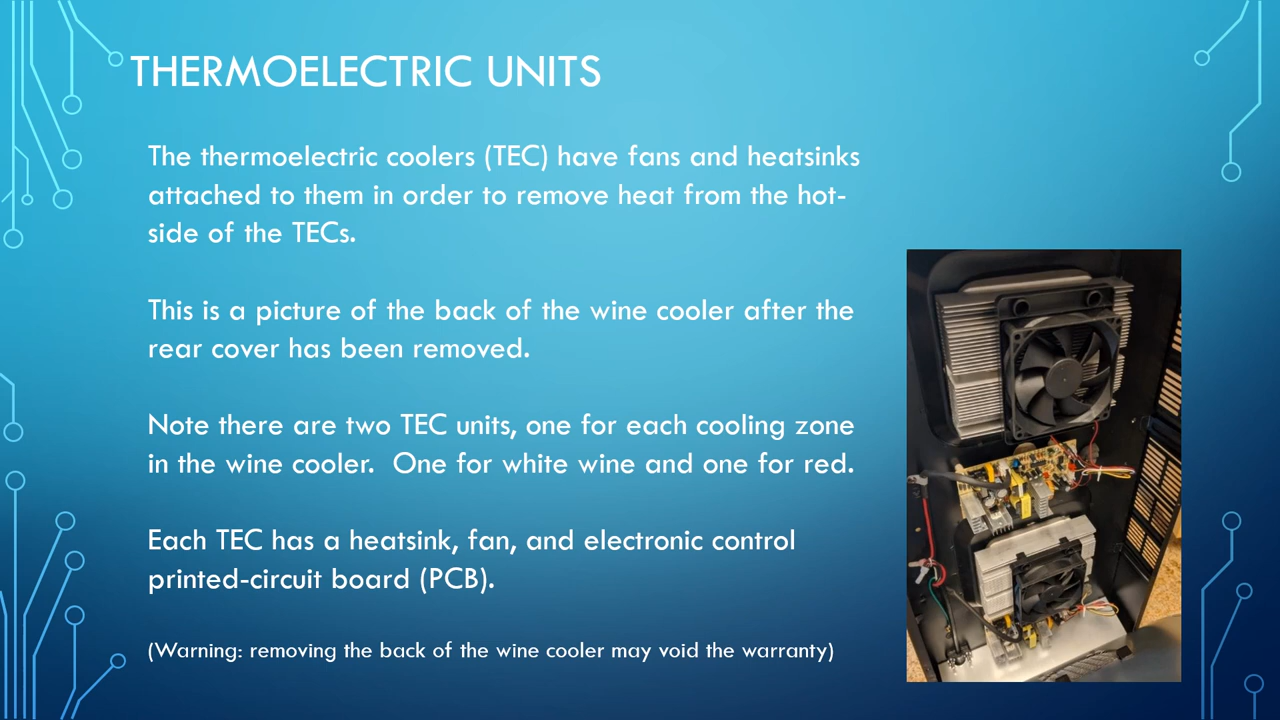 THERMOELECTRIC UNITS
The thermoelectric coolers (TEC) have fans and heatsinks
attached to them in order to remove heat from the hot-
side of the TECs.
This is a picture of the back of the wine cooler after the
rear cover has been removed.
Note there are two TEC units, one for each cooling zone
in the wine cooler.  One for white wine and one for red.
Each TEC has a heatsink, fan, and electronic control
printed-circuit board (PCB).
(Warning: removing the back of the wine cooler may void the warranty)